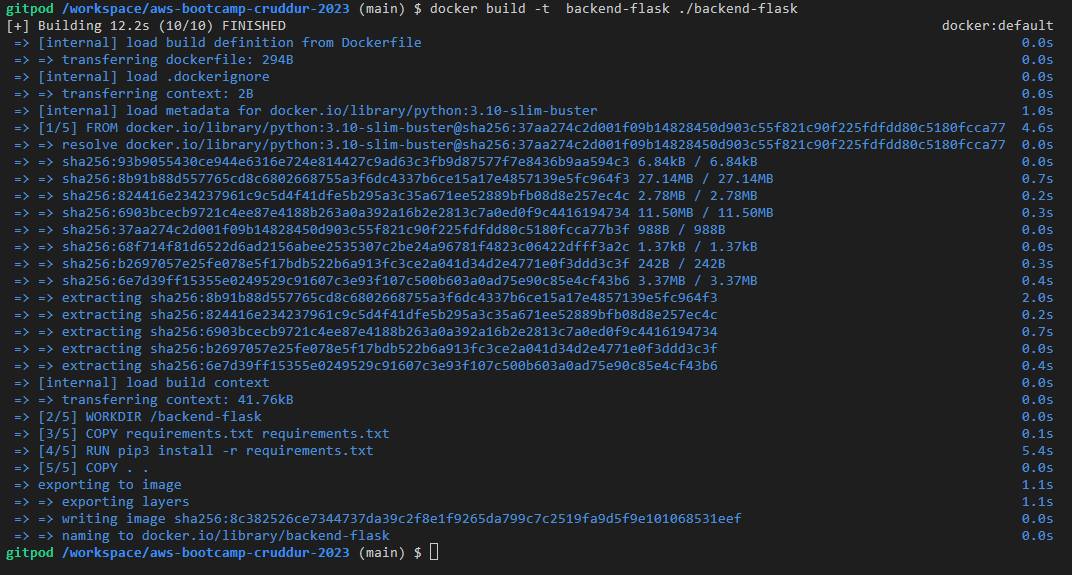 gitpod /workspace/aws-bootcamp-cruddur-2023 (main) $ docker build -t  backend-flask ./backend-flask
[+] Building 12.2s (10/10) FINISHED docker:default
=> [internal] load build definition from Dockerfile 0.0s
=> => transferring dockerfile: 294B 0.0s
=> [internal] load .dockerignore 0.0s
=> => transferring context: 2B 0.0s
=> [internal] load metadata for docker.io/library/python:3.10-slim-buster 1.0s
=> [1/5] FROM docker.io/library/python:3.10-slim-buster@sha256:37aa274c2d001f09b14828450d903c55f821c90f225fdfdd80c5180fcca77 4.6s
=> => resolve docker.io/library/python:3.10-slim-buster@sha256:37aa274c2d001f09b14828450d903c55f821c90f225fdfdd80c5180fcca77 0.0s
=> => sha256:93b9055430ce944e6316e724e814427c9ad63c3fb9d87577f7e8436b9aa594c3 6.84kB / 6.84kB 0.0s
=> => sha256:8b91b88d557765cd8c6802668755a3f6dc4337b6ce15a17e4857139e5fc964f3 27.14MB / 27.14MB 0.7s
=> => sha256:824416e234237961c9c5d4f41dfe5b295a3c35a671ee52889bfb08d8e257ec4c 2.78MB / 2.78MB 0.2s
=> => sha256:6903bcecb9721c4ee87e4188b263a0a392a16b2e2813c7a0ed0f9c4416194734 11.50MB / 11.50MB 0.3s
=> => sha256:37aa274c2d001f09b14828450d903c55f821c90f225fdfdd80c5180fcca77b3f 988B / 988B 0.0s
=> => sha256:68f714f81d6522d6ad2156abee2535307c2be24a96781f4823c06422dfff3a2c 1.37kB / 1.37kB 0.0s
=> => sha256:b2697057e25fe078e5f17bdb522b6a913fc3ce2a041d34d2e4771e0f3ddd3c3f 242B / 242B 0.3s
=> => sha256:6e7d39ff15355e0249529c91607c3e93f107c500b603a0ad75e90c85e4cf43b6 3.37MB / 3.37MB 0.4s
=> => extracting sha256:8b91b88d557765cd8c6802668755a3f6dc4337b6ce15a17e4857139e5fc964f3 2.0s
=> => extracting sha256:824416e234237961c9c5d4f41dfe5b295a3c35a671ee52889bfb08d8e257ec4c 0.2s
=> => extracting sha256:6903bcecb9721c4ee87e4188b263a0a392a16b2e2813c7a0ed0f9c4416194734 0.7s
=> => extracting sha256:b2697057e25fe078e5f17bdb522b6a913fc3ce2a041d34d2e4771e0f3ddd3c3f 0.0s
=> => extracting sha256:6e7d39ff15355e0249529c91607c3e93f107c500b603a0ad75e90c85e4cf43b6 0.4s
=> [internal] load build context 0.0s
=> => transferring context: 41.76kB 0.0s
=> [2/5] WORKDIR /backend-flask 0.0s
=> [3/5] COPY requirements.txt requirements.txt 0.1s
=> [4/5] RUN pip3 install -r requirements.txt 5.4s
=> [5/5] COPY . . 0.0s
=> exporting to image 1.1s
=> => exporting layers 1.1s
=> => writing image sha256:8c382526ce7344737da39c2f8e1f9265da799c7c2519fa9d5f9e101068531eef 0.0s
=> => naming to docker.io/library/backend-flask 0.0s
gitpod /workspace/aws-bootcamp-cruddur-2023 (main) $